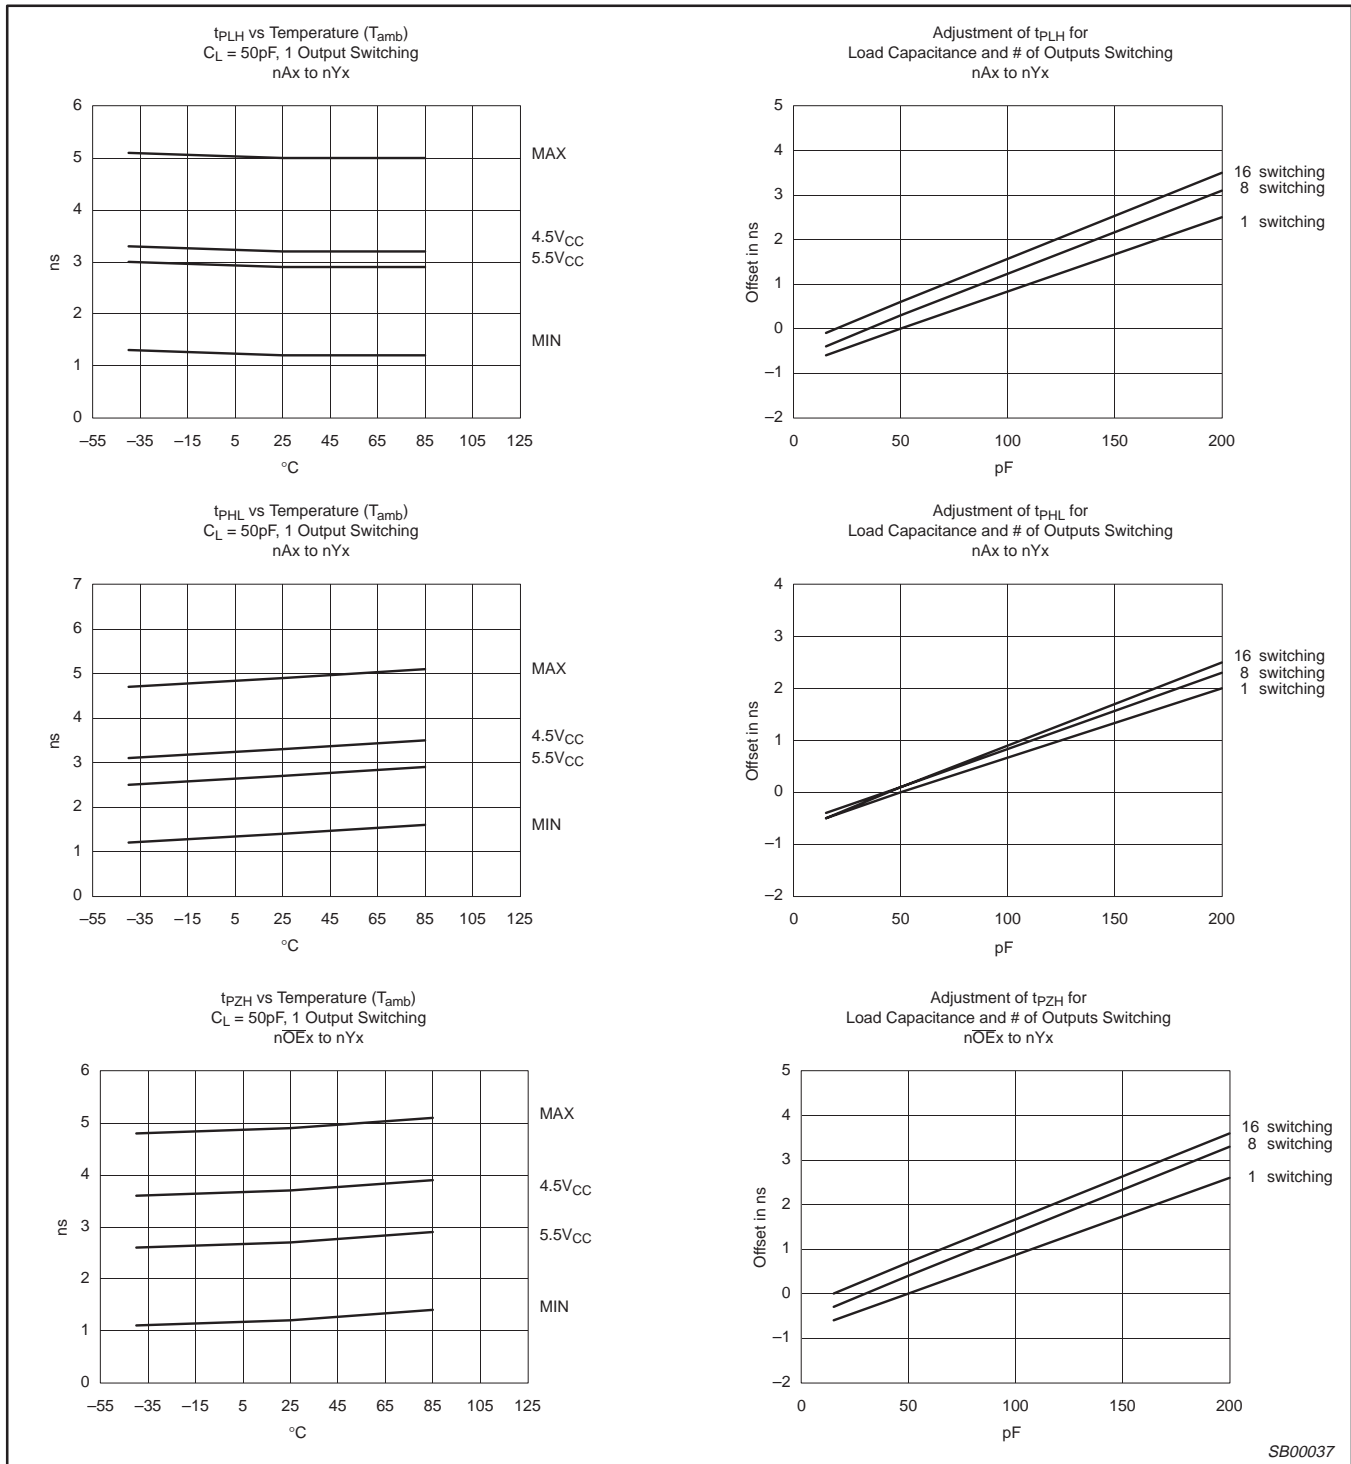 tPLH vs Temperature (Tamb)
CL = 50pF, 1 Output Switching
nAx to nYx
6
5
4
3
2
1
0
ns
MAX
4.5VCC
5.5VCC
MIN
–55 –35 –15 5 25 45 65 85 105 125
°C
Adjustment of tPLH for
Load Capacitance and # of Outputs Switching
nAx to nYx
5
4
3
2
1
0
–1
–2
Offset in ns
16 switching
8 switching
1 switching
0 50 100 150 200
pF
tPHL vs Temperature (Tamb)
CL = 50pF, 1 Output Switching
nAx to nYx
7
6
5
4
3
2
1
0
ns
MAX
4.5VCC
5.5VCC
MIN
–55 –35 –15 5 25 45 65 85 105 125
°C
Adjustment of tPHL for
Load Capacitance and # of Outputs Switching
nAx to nYx
4
3
2
1
0
–1
–2
Offset in ns
16 switching
8 switching
1 switching
0 50 100 150 200
pF
tPZH vs Temperature (Tamb)
CL = 50pF, 1 Output Switching
nO̅E̅x to nYx
6
5
4
3
2
1
0
ns
MAX
4.5VCC
5.5VCC
MIN
–55 –35 –15 5 25 45 65 85 105 125
°C
Adjustment of tPZH for
Load Capacitance and # of Outputs Switching
nO̅E̅x to nYx
5
4
3
2
1
0
–1
–2
Offset in ns
16 switching
8 switching
1 switching
0 50 100 150 200
pF
SB00037